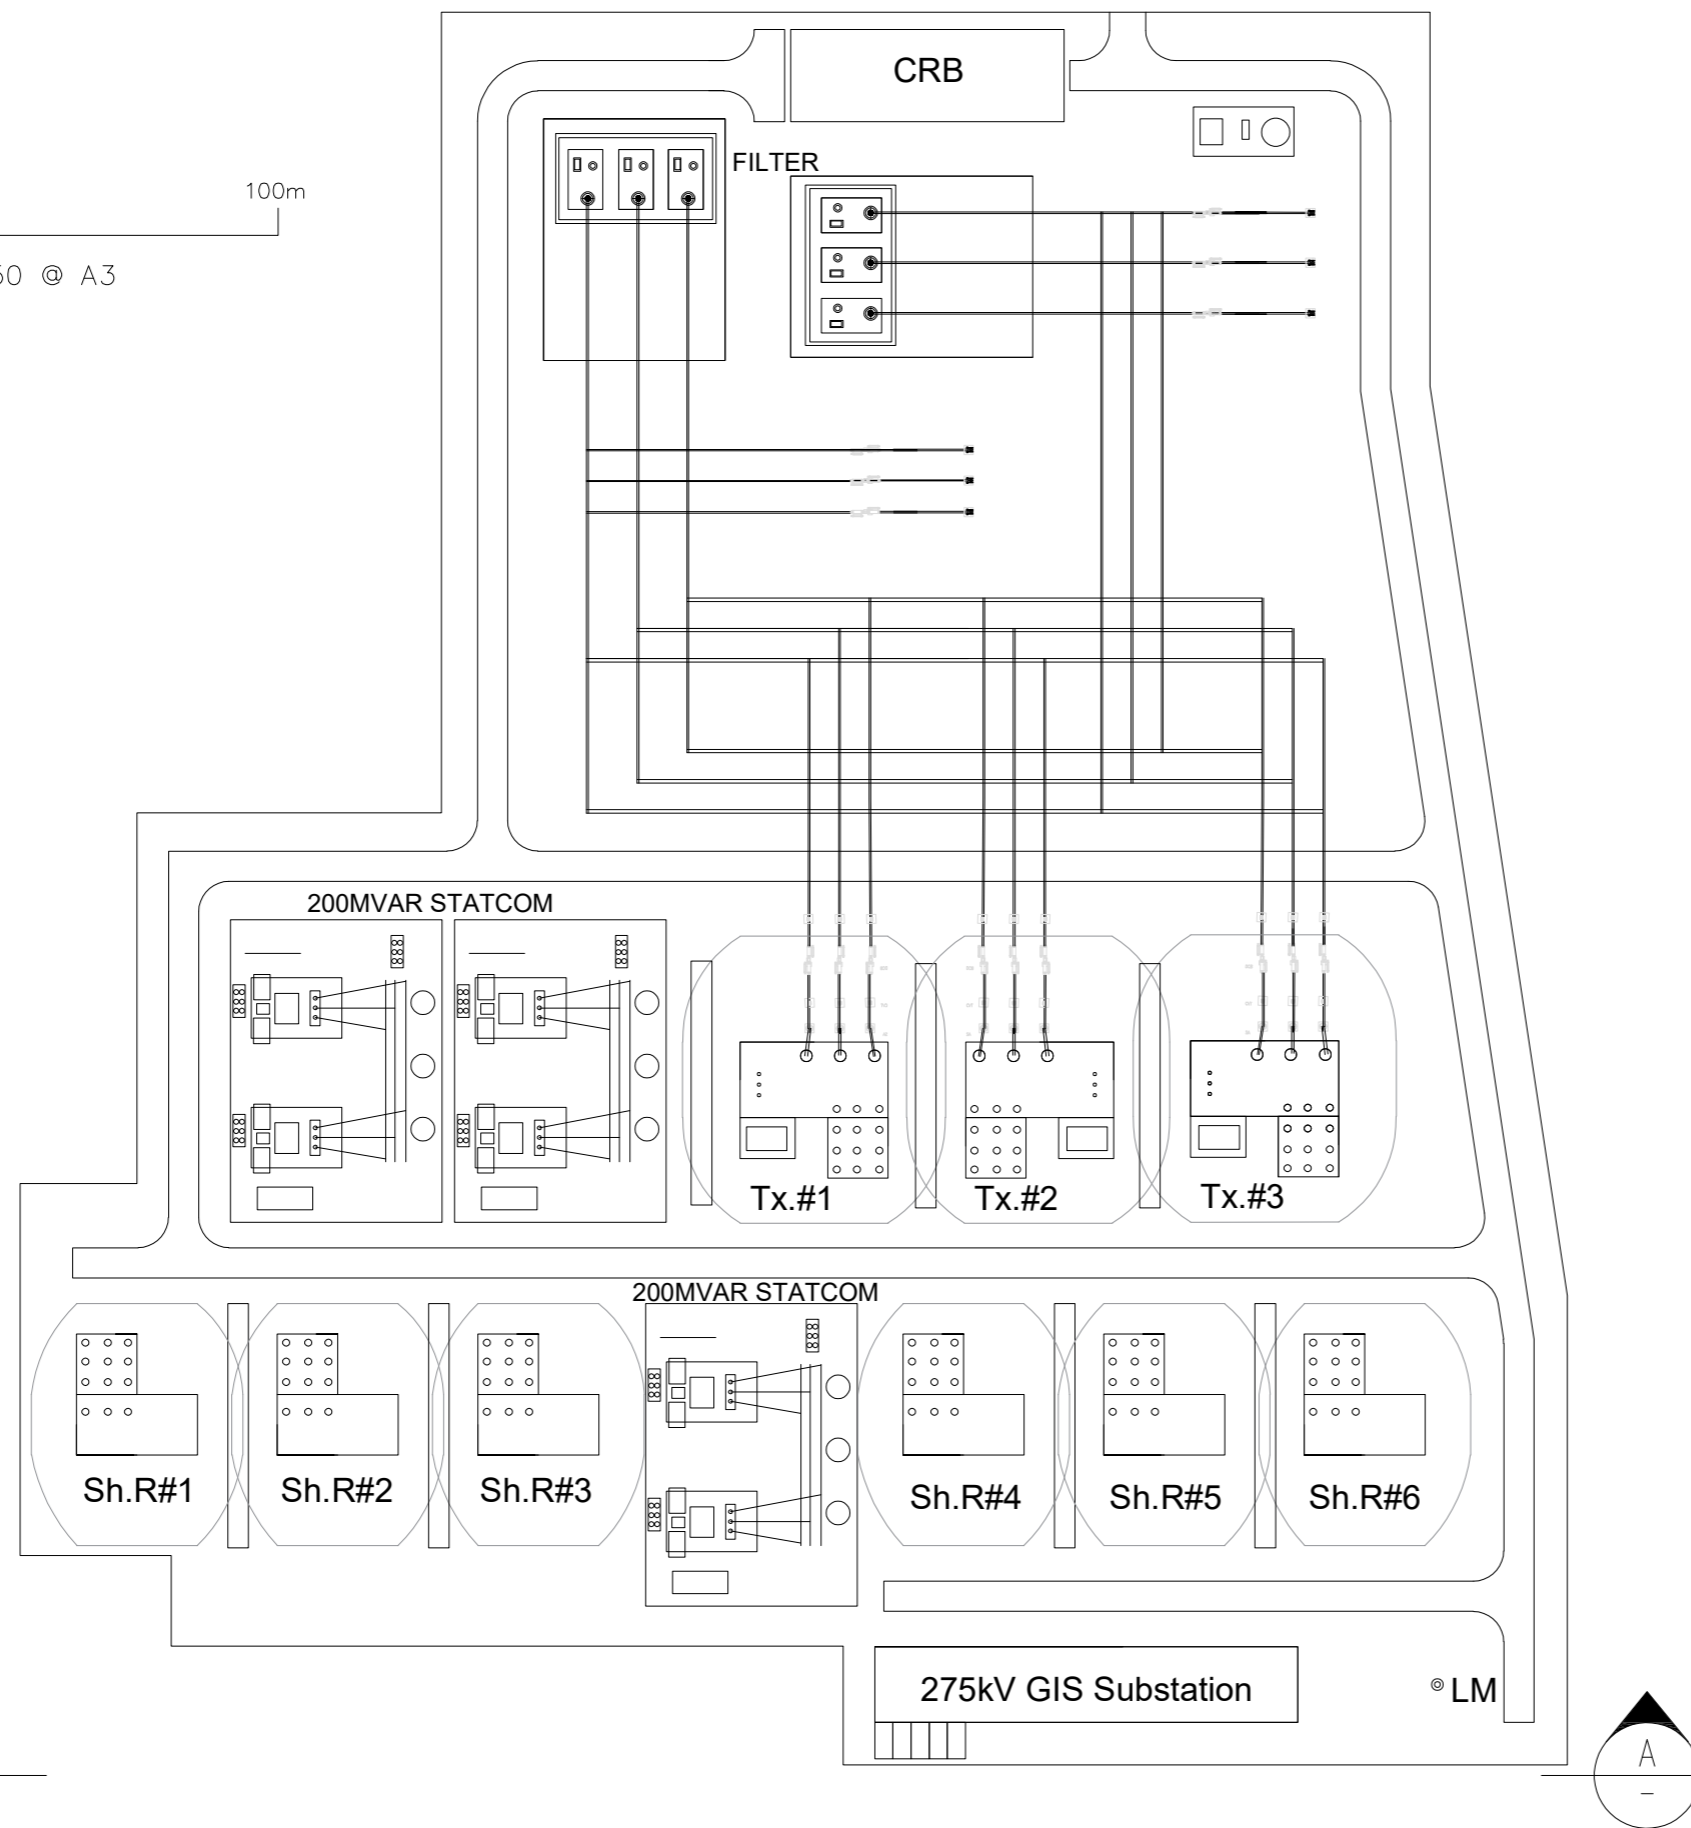 CRB
FILTER
100m
@ A3
200MVAR STATCOM
Tx.#1
Tx.#2
Tx.#3
200MVAR STATCOM
Sh.R#1
Sh.R#2
Sh.R#3
Sh.R#4
Sh.R#5
Sh.R#6
275kV GIS Substation
LM
A
-